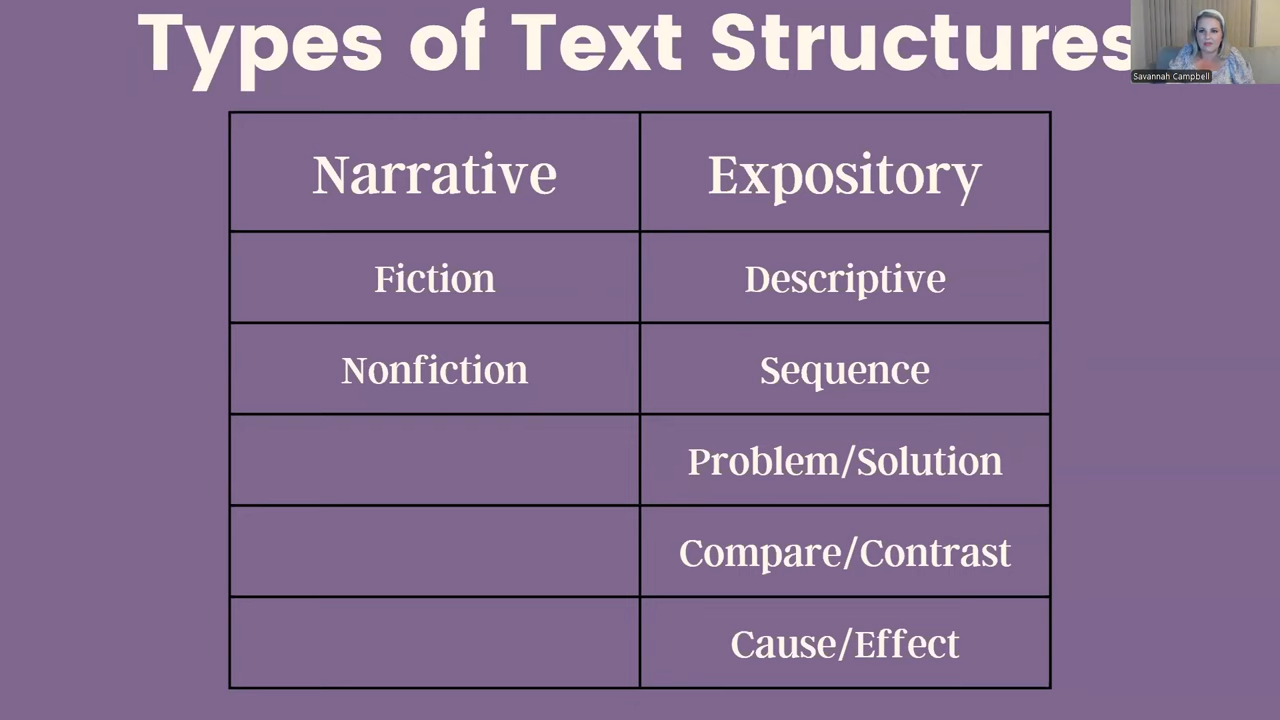 Types of Text Structures
Savannah Campbell
Narrative
Expository
Fiction
Descriptive
Nonfiction
Sequence
Problem/Solution
Compare/Contrast
Cause/Effect